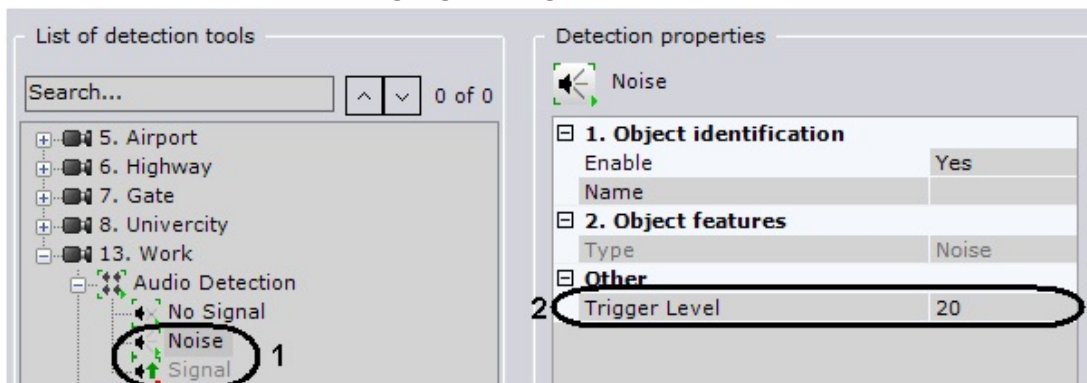 List of detection tools
Search...
0 of 0
5. Airport
6. Highway
7. Gate
8. Univercity
13. Work
Audio Detection
No Signal
Noise
Signal
1
Detection properties
Noise
1. Object identification
Enable Yes
Name
2. Object features
Type Noise
Other
2 Trigger Level 20